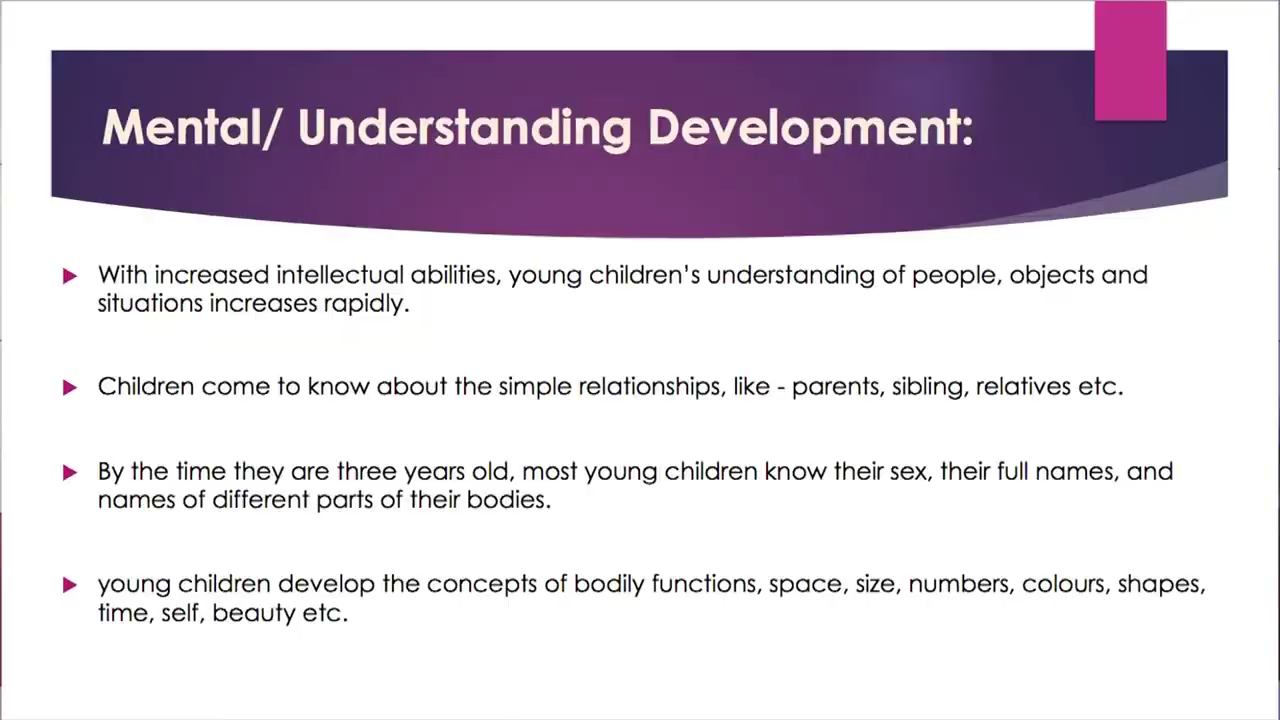 Mental/ Understanding Development:
With increased intellectual abilities, young children’s understanding of people, objects and
situations increases rapidly.
Children come to know about the simple relationships, like - parents, sibling, relatives etc.
By the time they are three years old, most young children know their sex, their full names, and
names of different parts of their bodies.
young children develop the concepts of bodily functions, space, size, numbers, colours, shapes,
time, self, beauty etc.